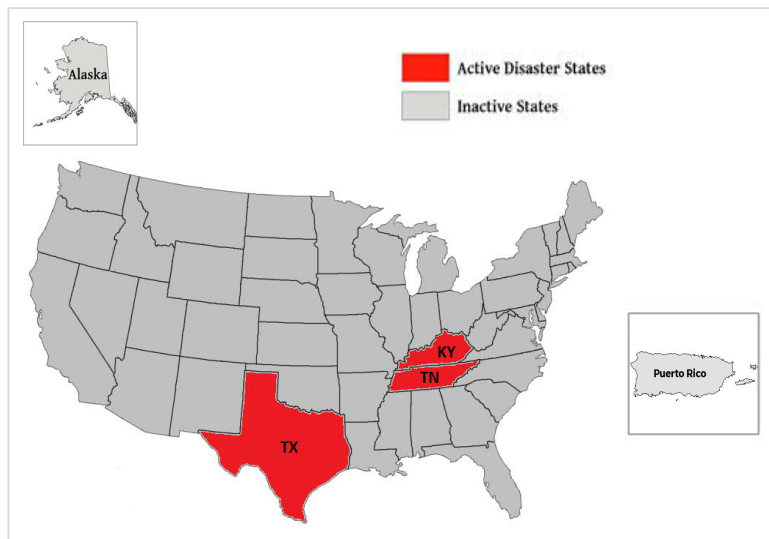 Alaska
Active Disaster States
Inactive States
KY
TN
TX
Puerto Rico